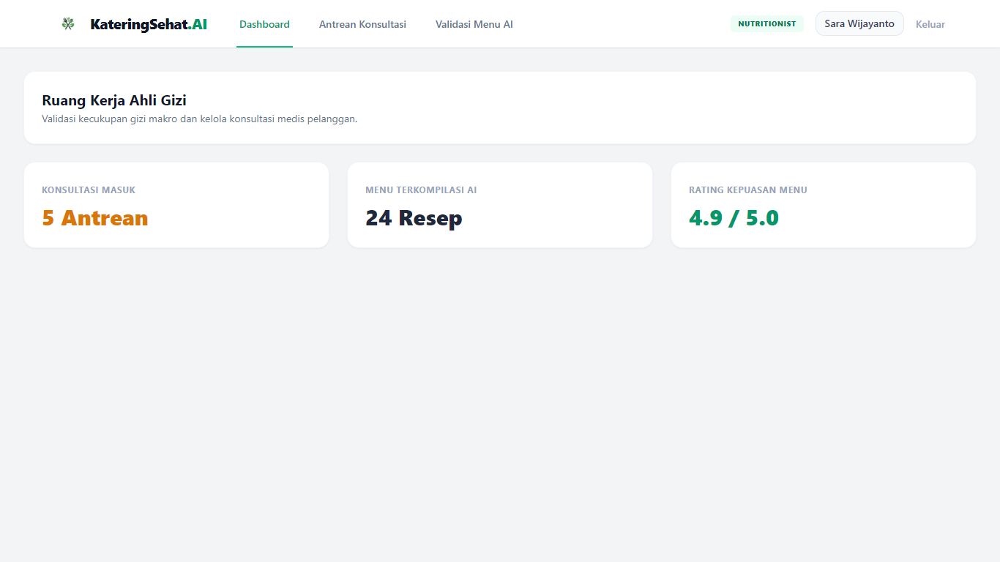 KateringSehat.AI
Dashboard
Antrean Konsultasi
Validasi Menu AI
NUTRITIONIST
Sara Wijayanto
Keluar
Ruang Kerja Ahli Gizi
Validasi kecukupan gizi makro dan kelola konsultasi medis pelanggan.
KONSULTASI MASUK
5 Antrean
MENU TERKOMPILASI AI
24 Resep
RATING KEPUASAN MENU
4.9 / 5.0